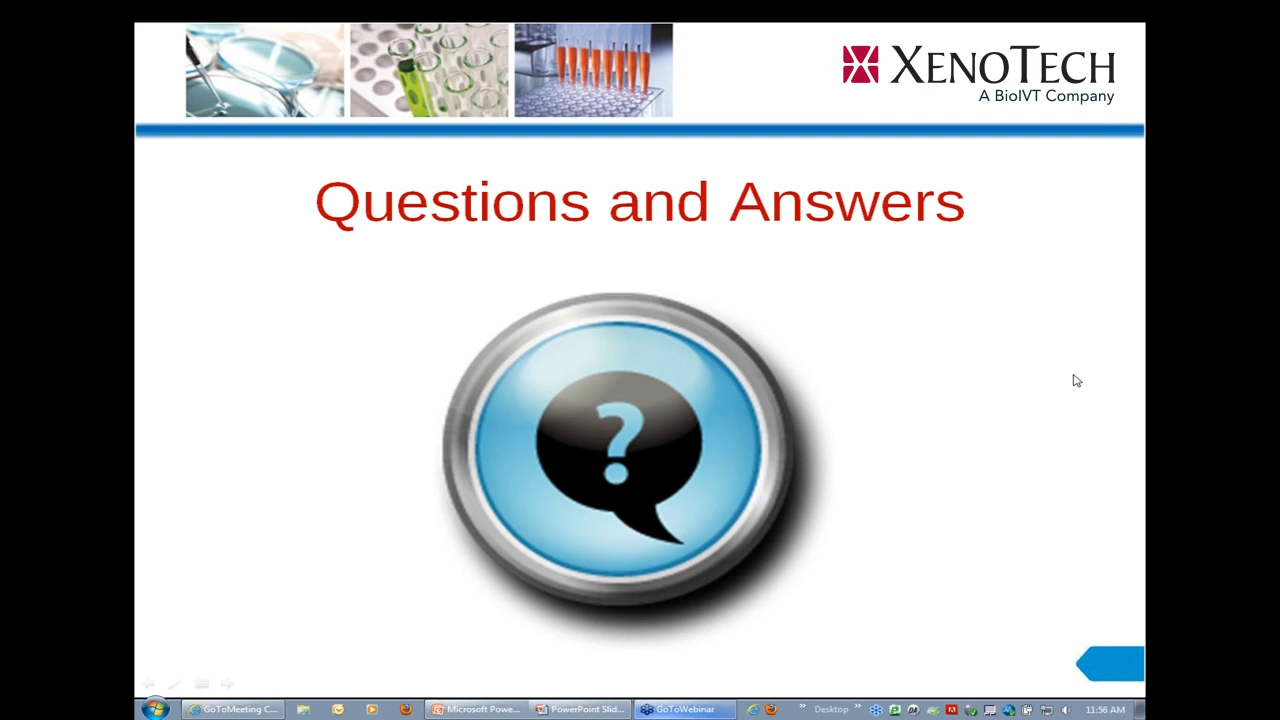 XENOTECH
A BioIVT Company
Questions and Answers
?
GoToMeeting C...
Microsoft Powe...
PowerPoint Slid...
GoToWebinar
Desktop
11:56 AM